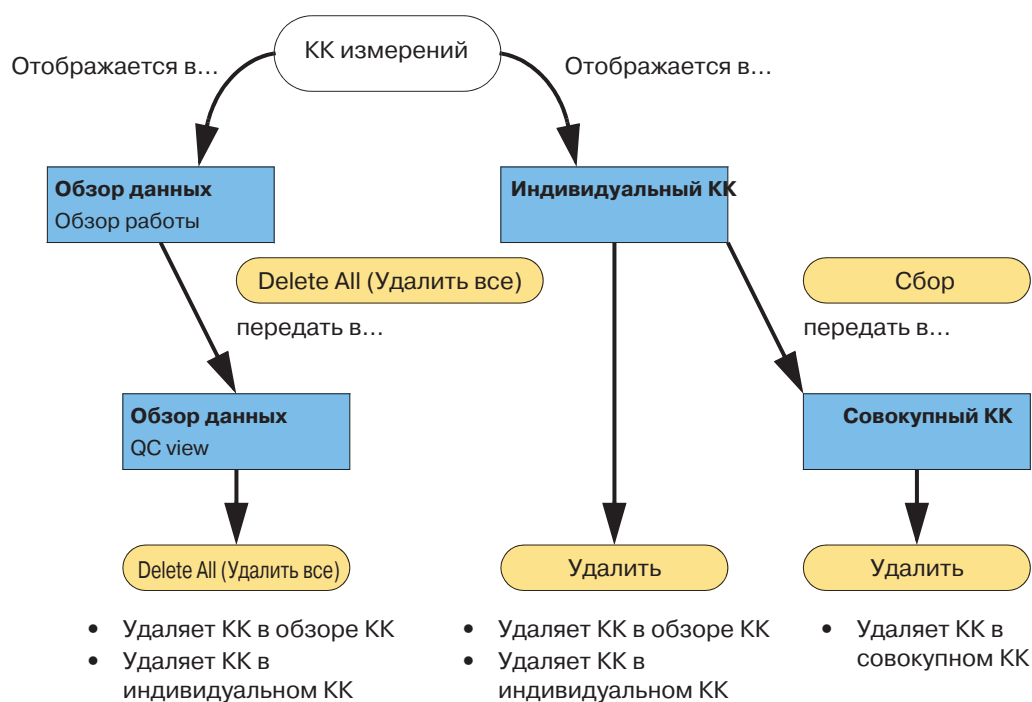 КК измерений
Отображается в...
Отображается в...
Обзор данных
Обзор работы
Индивидуальный КК
Delete All (Удалить все)
Сбор
передать в...
передать в...
Обзор данных
QC view
Совокупный КК
Delete All (Удалить все)
Удалить
Удалить
• Удаляет КК в обзоре КК
• Удаляет КК в
индивидуальном КК
• Удаляет КК в обзоре КК
• Удаляет КК в
индивидуальном КК
• Удаляет КК в
совокупном КК